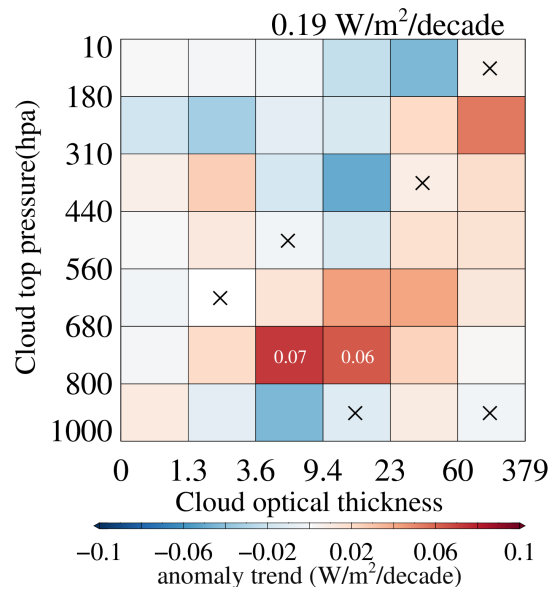 0.19 W/m²/decade
10
180
310
440
560
680
800
1000
Cloud top pressure(hpa)
×
×
×
×
0.07 0.06
× ×
0 1.3 3.6 9.4 23 60 379
Cloud optical thickness
−0.1 −0.06 −0.02 0.02 0.06 0.1
anomaly trend (W/m²/decade)